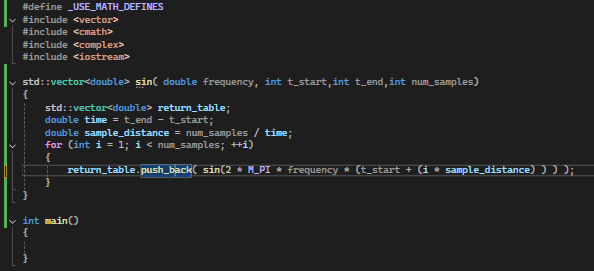 #define _USE_MATH_DEFINES
#include <vector>
#include <cmath>
#include <complex>
#include <iostream>
std::vector<double> sin( double frequency, int t_start,int t_end,int num_samples)
{
std::vector<double> return_table;
double time = t_end - t_start;
double sample_distance = num_samples / time;
for (int i = 1; i < num_samples; ++i)
{
return_table.push_back( sin(2 * M_PI * frequency * (t_start + (i * sample_distance) ) ) );
}
}
int main()
{
}